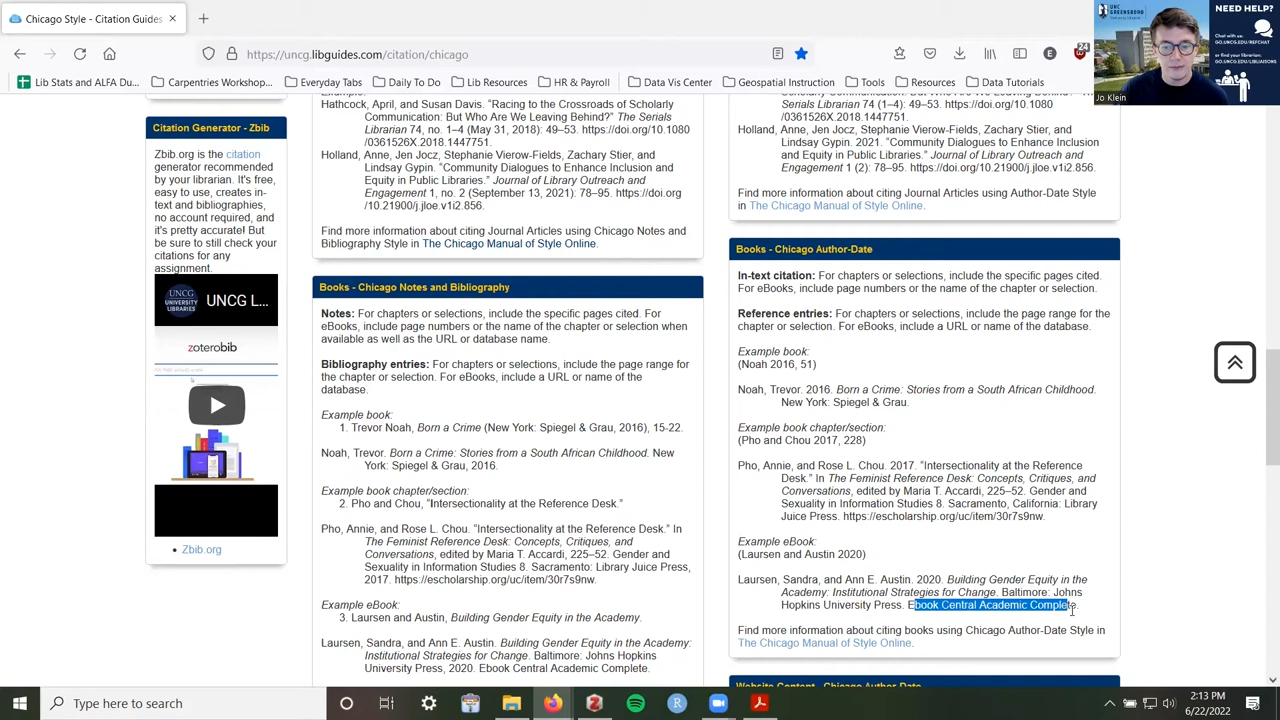 Chicago Style - Citation Guides
https://uncg.libguides.com/c
24
Lib Stats and ALEA Du
Carpentries Workshop...
Everyday Tabs
Daily To Do
Payroll
Data Vis Center
Geospatial Instruction
Tools
Resources
Data Tutorials
UNC
GREENSBORO
NEED HELP?
Chat with us:
GO.UNCG.EDU/REFCHAT
or find your librarian:
GO.UNCG.EDU/LIBLIAISONS
Jo Klein
Citation Generator - Zbib
Zbib.org is the citation
generator recommended
by your librarian. It's free,
easy to use, creates in-
text and bibliographies,
no account required, and
it's pretty accurate! But
be sure to still check your
citations for any
assignment.
UNCG
UNIVERSITY
LIBRARIES
UNCG L...
zoterobib
Zbib.org
Hathcock, April, and Susan Davis. "Racing to the Crossroads of Scholarly
Communication: But Who Are We Leaving Behind?" The Serials
Librarian 74, no. 1–4 (May 31, 2018): 49–53. https://doi.org/10.1080
/0361526X.2018.1447751.
Holland, Anne, Jen Jocz, Stephanie Vierow-Fields, Zachary Stier, and
Lindsay Gypin. "Community Dialogues to Enhance Inclusion and
Equity in Public Libraries." Journal of Library Outreach and
Engagement 1, no. 2 (September 13, 2021): 78–95. https://doi.org
/10.21900/j.jloe.v1i2.856.
Find more information about citing Journal Articles using Chicago Notes and
Bibliography Style in The Chicago Manual of Style Online.
Books - Chicago Notes and Bibliography
Notes: For chapters or selections, include the specific pages cited. For
eBooks, include page numbers or the name of the chapter or selection when
available as well as the URL or database name.
Bibliography entries: For chapters or selections, include the page range for
the chapter or selection. For eBooks, include a URL or name of the
database.
Example book:
1. Trevor Noah, Born a Crime (New York: Spiegel & Grau, 2016), 15-22.
Noah, Trevor. Born a Crime: Stories from a South African Childhood. New
York: Spiegel & Grau, 2016.
Example book chapter/section:
2. Pho and Chou, "Intersectionality at the Reference Desk."
Pho, Annie, and Rose L. Chou. "Intersectionality at the Reference Desk." In
The Feminist Reference Desk: Concepts, Critiques, and
Conversations, edited by Maria T. Accardi, 225–52. Gender and
Sexuality in Information Studies 8. Sacramento: Library Juice Press,
2017. https://escholarship.org/uc/item/30r7s9nw.
Example eBook:
3. Laursen and Austin, Building Gender Equity in the Academy.
Laursen, Sandra, and Ann E. Austin. Building Gender Equity in the Academy:
Institutional Strategies for Change. Baltimore: Johns Hopkins
University Press, 2020. Ebook Central Academic Complete.
Serials Librarian 74 (1–4): 49–53. https://doi.org/10.1080
/0361526X.2018.1447751.
Holland, Anne, Jen Jocz, Stephanie Vierow-Fields, Zachary Stier, and
Lindsay Gypin. 2021. "Community Dialogues to Enhance Inclusion
and Equity in Public Libraries." Journal of Library Outreach and
Engagement 1 (2): 78–95. https://doi.org/10.21900/j.jloe.v1i2.856.
Find more information about citing Journal Articles using Author-Date Style
in The Chicago Manual of Style Online.
Books - Chicago Author-Date
In-text citation: For chapters or selections, include the specific pages cited.
For eBooks, include page numbers or the name of the chapter or selection.
Reference entries: For chapters or selections, include the page range for the
chapter or selection. For eBooks, include a URL or name of the database.
Example book:
(Noah 2016, 51)
Noah, Trevor. 2016. Born a Crime: Stories from a South African Childhood.
New York: Spiegel & Grau.
Example book chapter/section:
(Pho and Chou 2017, 228)
Pho, Annie, and Rose L. Chou. 2017. "Intersectionality at the Reference
Desk." In The Feminist Reference Desk: Concepts, Critiques, and
Conversations, edited by Maria T. Accardi, 225–52. Gender and
Sexuality in Information Studies 8. Sacramento, California: Library
Juice Press. https://escholarship.org/uc/item/30r7s9nw.
Example eBook:
(Laursen and Austin 2020)
Laursen, Sandra, and Ann E. Austin. 2020. Building Gender Equity in the
Academy: Institutional Strategies for Change. Baltimore: Johns
Hopkins University Press. Ebook Central Academic Complete.
Find more information about citing books using Chicago Author-Date Style in
The Chicago Manual of Style Online.
Website Content - Chicago Author-Date
Type here to search
2:13 PM
6/22/2022